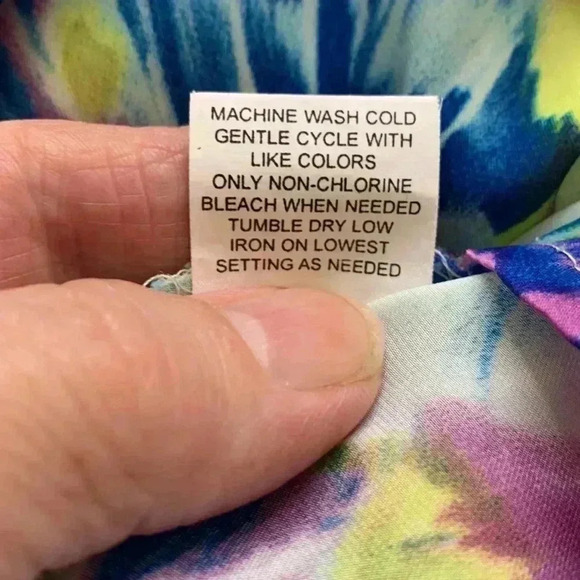 MACHINE WASH COLD
GENTLE CYCLE WITH
LIKE COLORS
ONLY NON-CHLORINE
BLEACH WHEN NEEDED
TUMBLE DRY LOW
IRON ON LOWEST
SETTING AS NEEDED